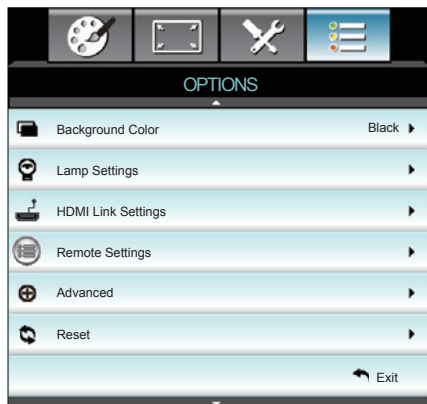 OPTIONS
Background Color Black
Lamp Settings
HDMI Link Settings
Remote Settings
Advanced
Reset
Exit